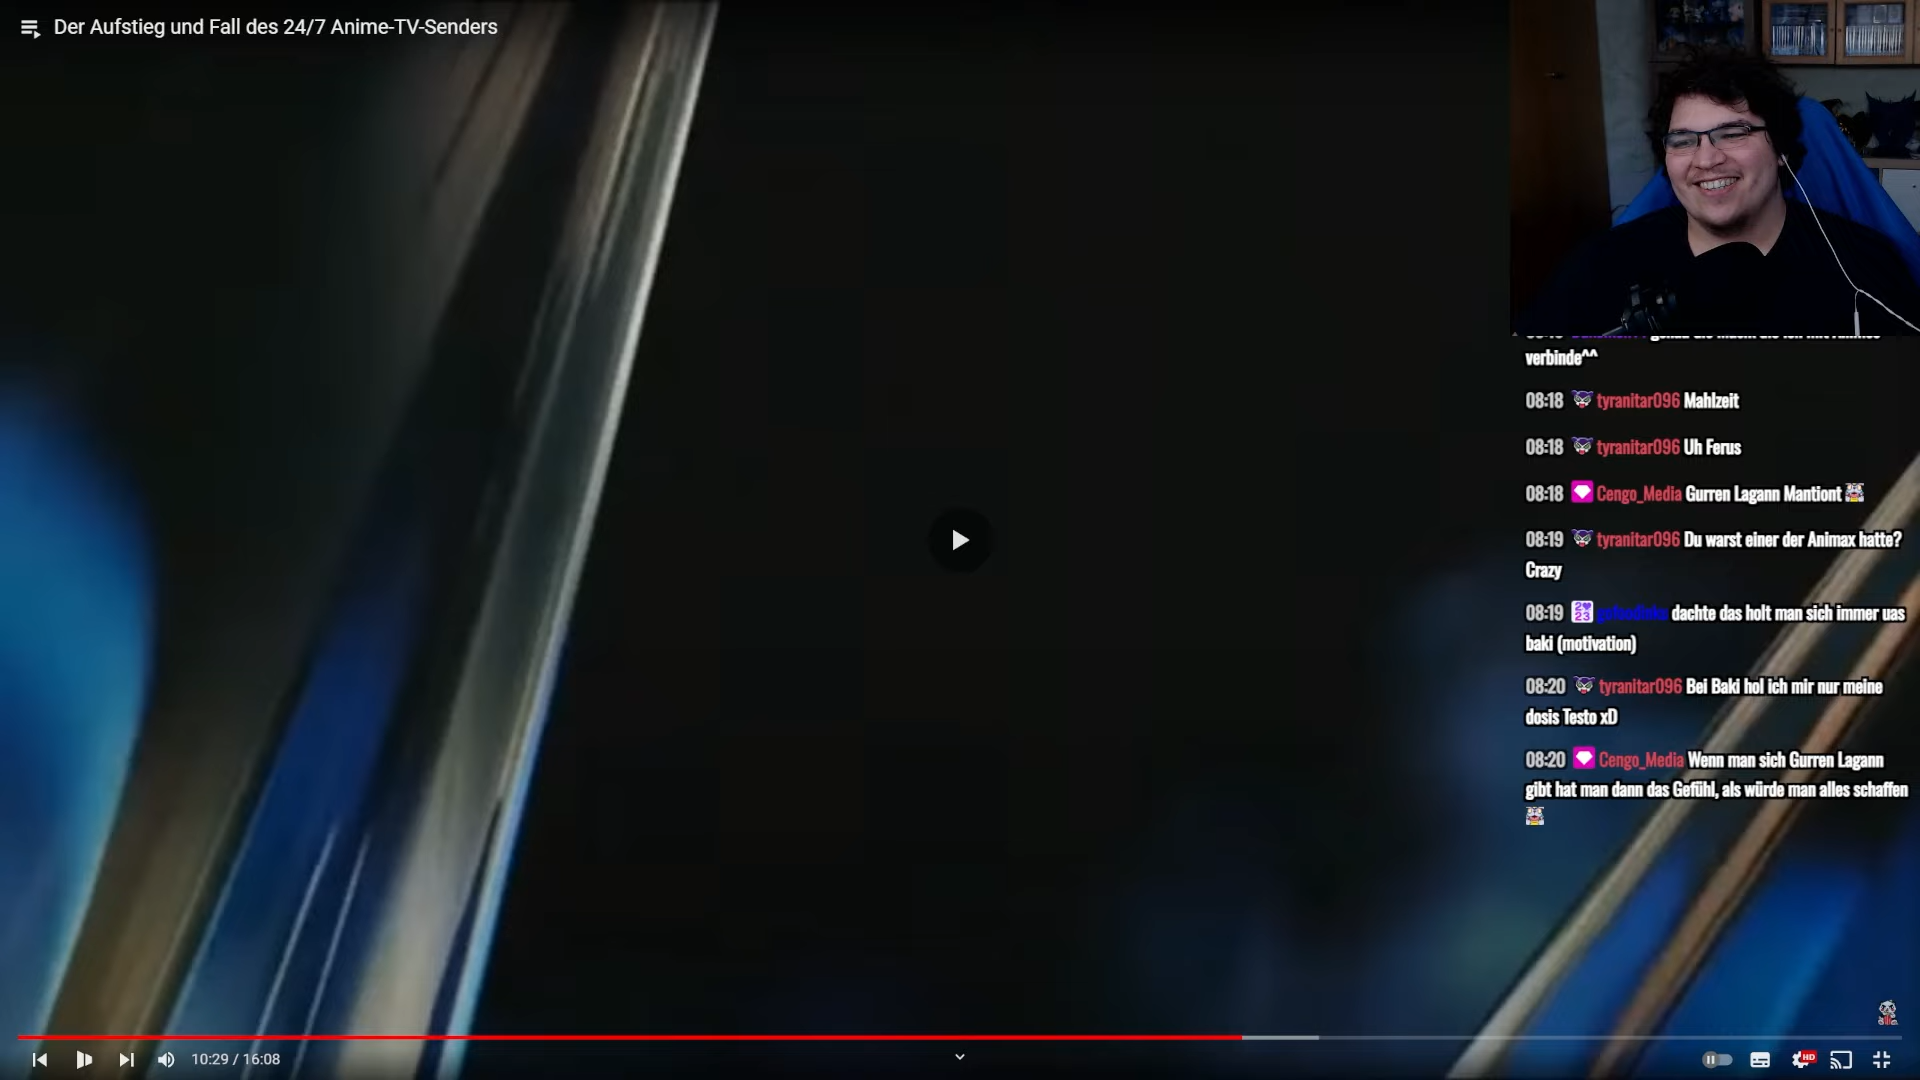 Der Aufstieg und Fall des 24/7 Anime-TV-Senders
verbinde^^
08:18 tyranitar096 Mahlzeit
08:18 tyranitar096 Uh Ferus
08:18 Cengo_Media Gurren Lagann Mantiont
08:19 tyranitar096 Du warst einer der Animax hatte?
Crazy
08:19 dachte das holt man sich immer uas
baki (motivation)
08:20 tyranitar096 Bei Baki hol ich mir nur meine
dosis Testo xD
08:20 Cengo_Media Wenn man sich Gurren Lagann
gibt hat man dann das Gefühl, als würde man alles schaffen
10:29 / 16:08
HD